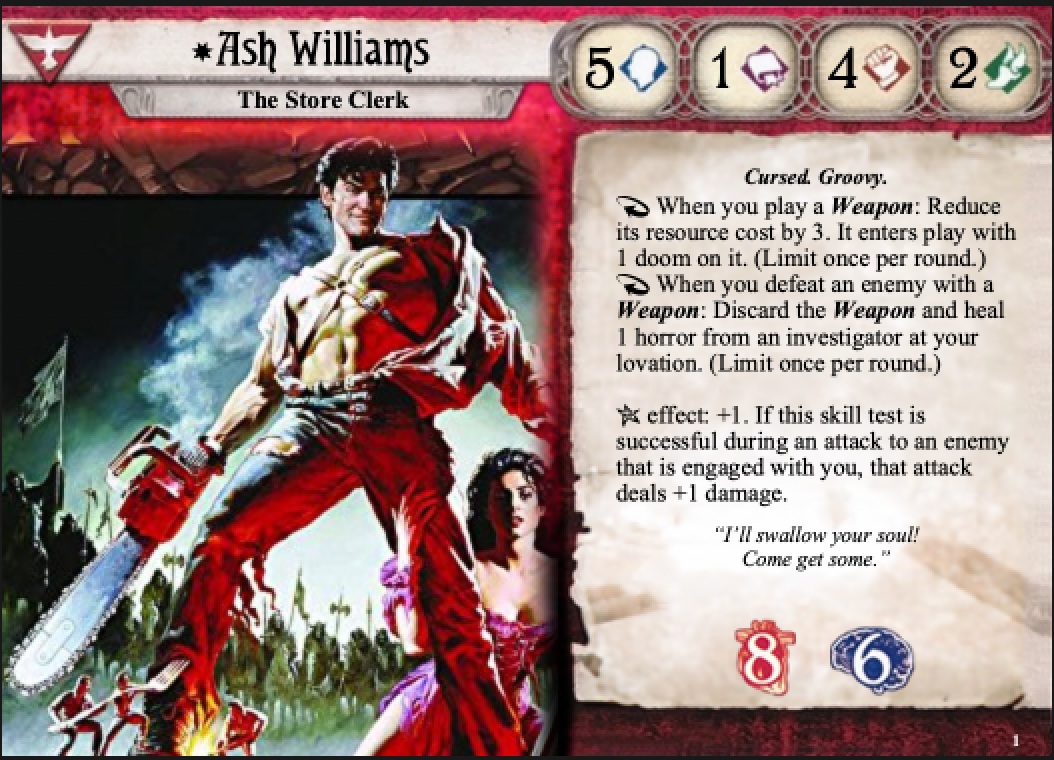 Ash Williams
The Store Clerk
5 1 4 2
Cursed. Groovy.
When you play a Weapon: Reduce
its resource cost by 3. It enters play with
1 doom on it. (Limit once per round.)
When you defeat an enemy with a
Weapon: Discard the Weapon and heal
1 horror from an investigator at your
lovation. (Limit once per round.)
effect: +1. If this skill test is
successful during an attack to an enemy
that is engaged with you, that attack
deals +1 damage.
“I’ll swallow your soul!
Come get some.”
8 6
1